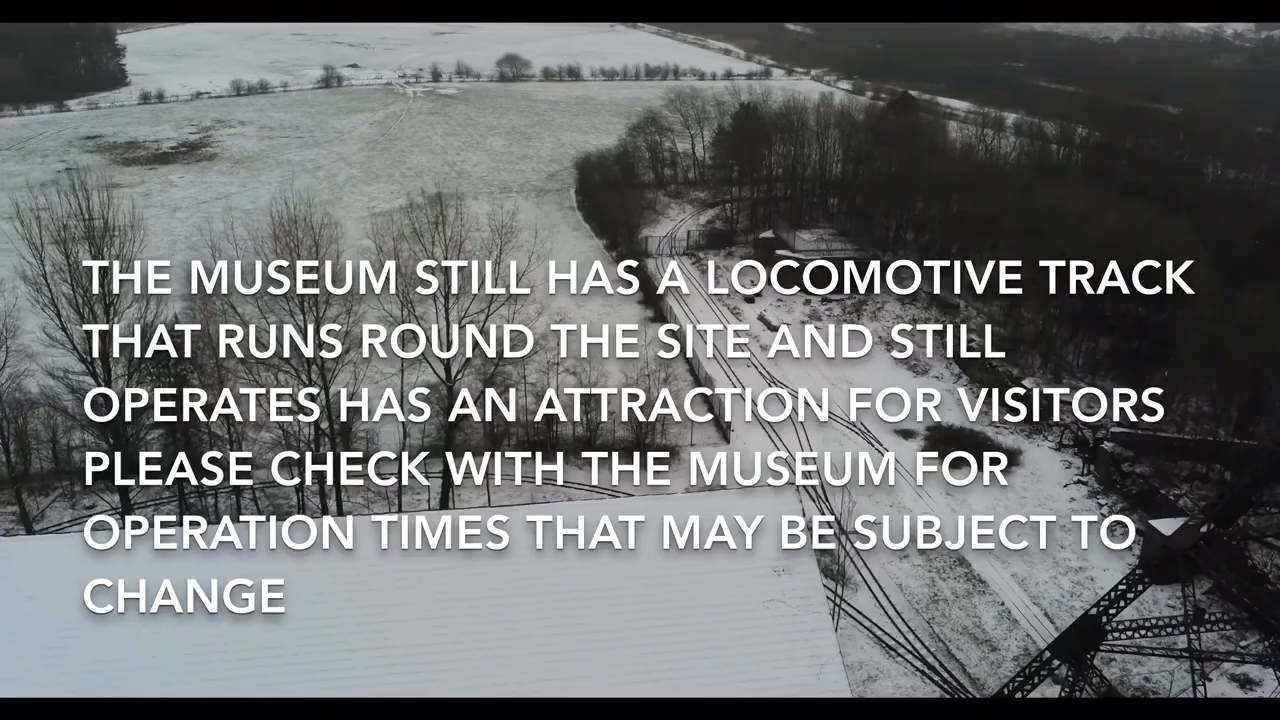 THE MUSEUM STILL HAS A LOCOMOTIVE TRACK
THAT RUNS ROUND THE SITE AND STILL
OPERATES HAS AN ATTRACTION FOR VISITORS
PLEASE CHECK WITH THE MUSEUM FOR
OPERATION TIMES THAT MAY BE SUBJECT TO
CHANGE